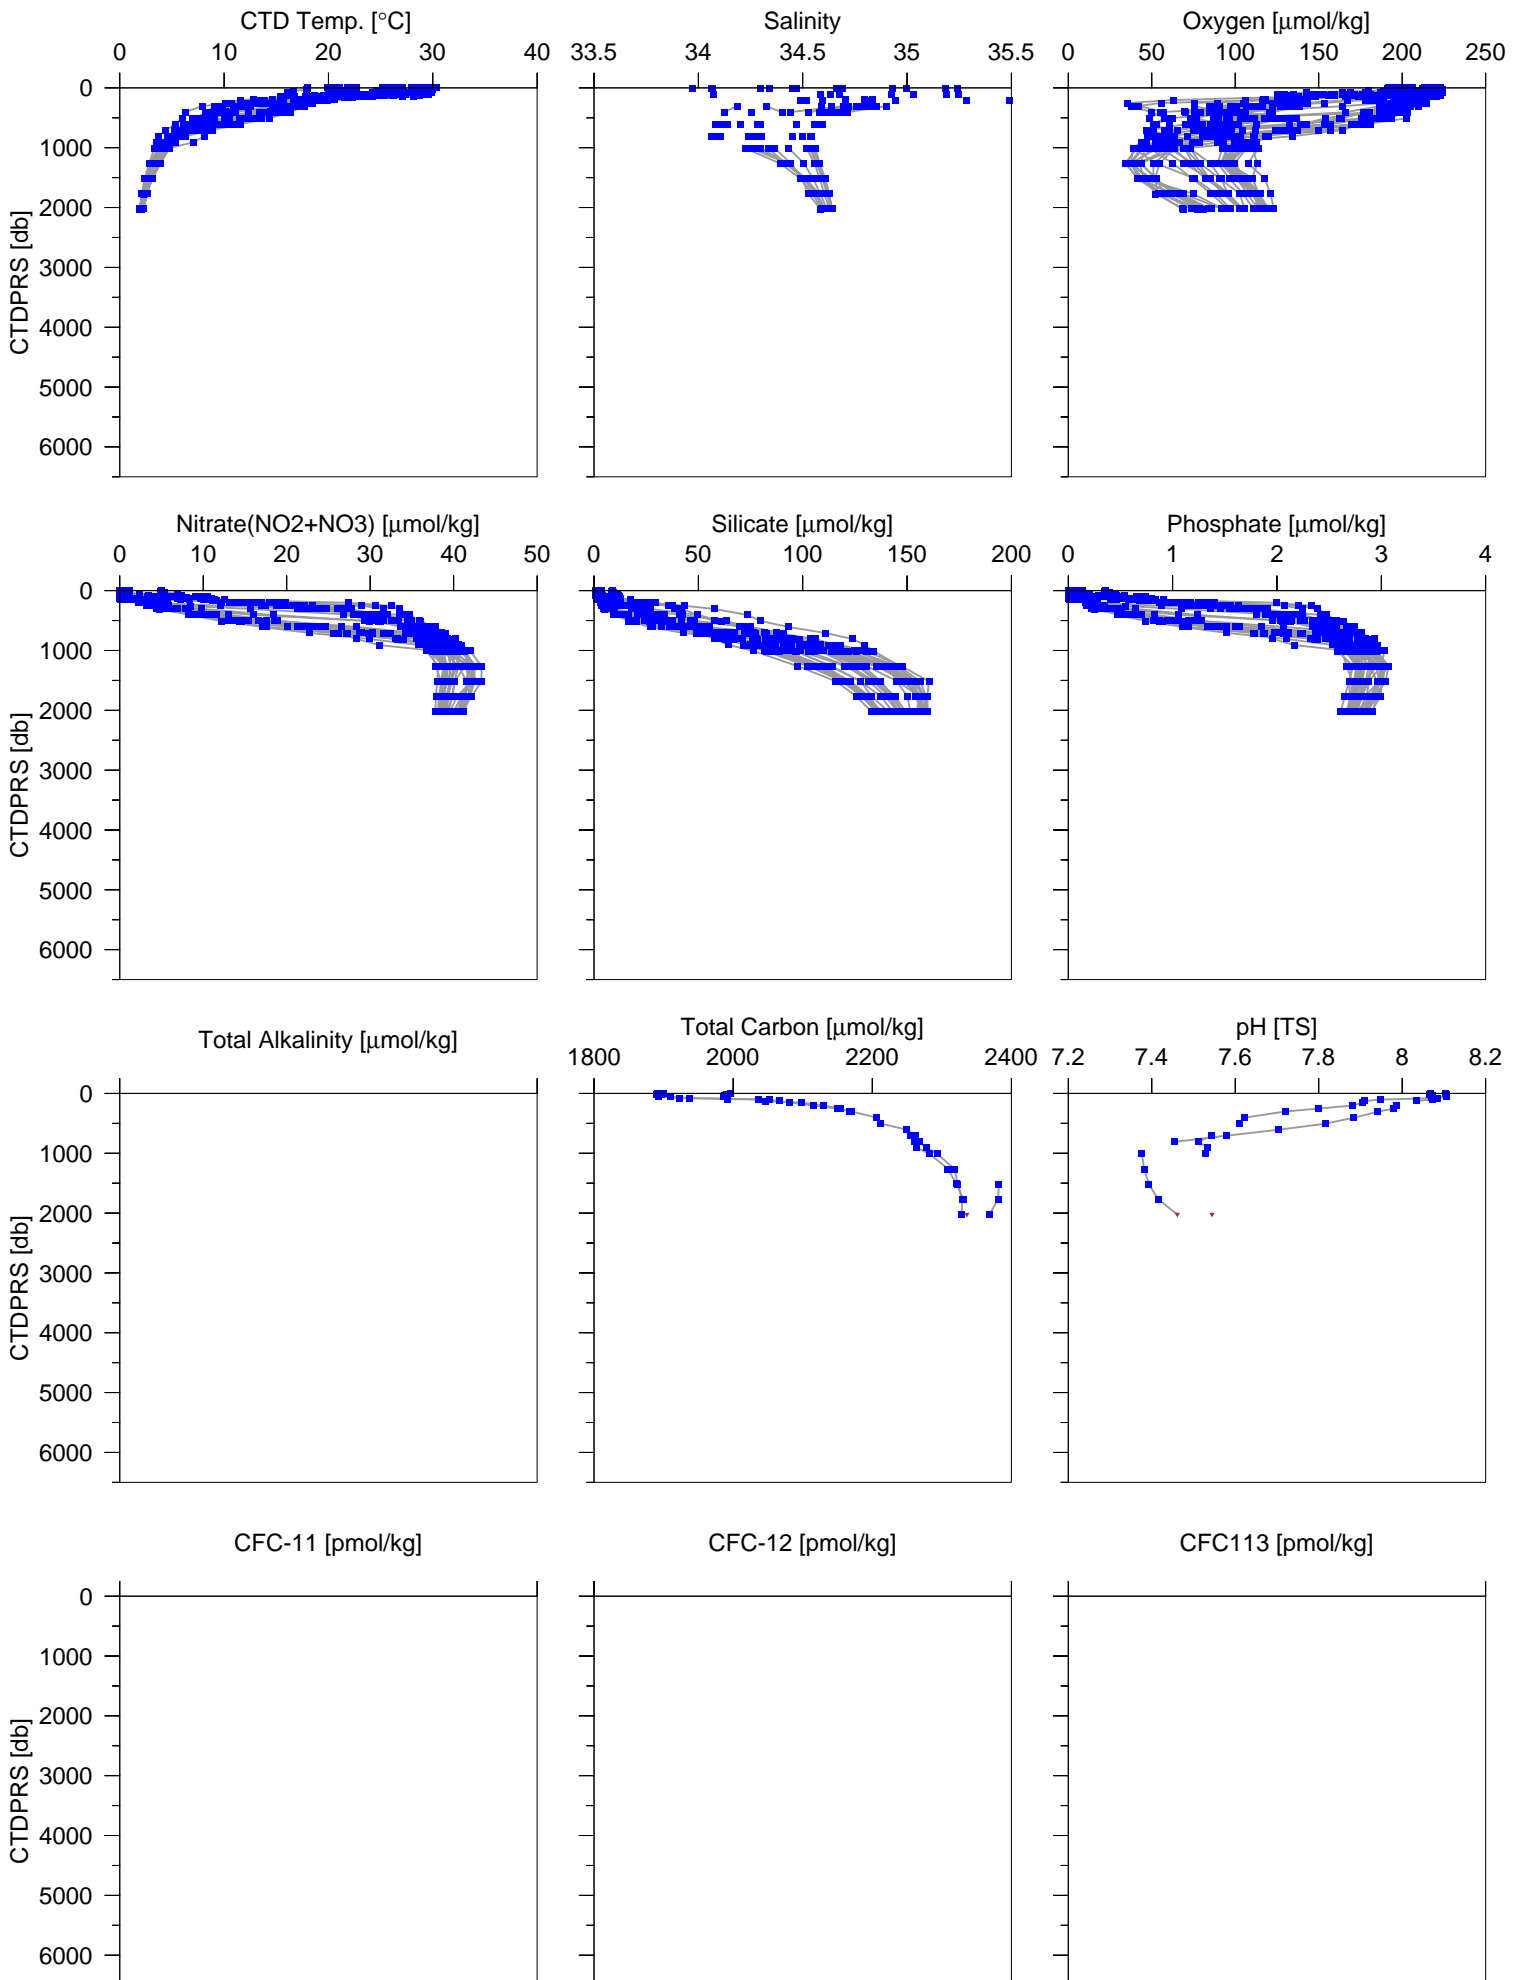 CTD Temp. [°C] Salinity Oxygen [μmol/kg]
0 10 20 30 40 33.5 34 34.5 35 35.5 0 50 100 150 200 250
0
1000
2000
3000
4000
5000
6000
CTDPRS [db]
Nitrate(NO2+NO3) [μmol/kg] Silicate [μmol/kg] Phosphate [μmol/kg]
0 10 20 30 40 50 0 50 100 150 200 0 1 2 3 4
0
1000
2000
3000
4000
5000
6000
CTDPRS [db]
Total Alkalinity [μmol/kg] Total Carbon [μmol/kg] pH [TS]
1800 2000 2200 2400 7.2 7.4 7.6 7.8 8 8.2
0
1000
2000
3000
4000
5000
6000
CTDPRS [db]
CFC-11 [pmol/kg] CFC-12 [pmol/kg] CFC113 [pmol/kg]
0
1000
2000
3000
4000
5000
6000
CTDPRS [db]